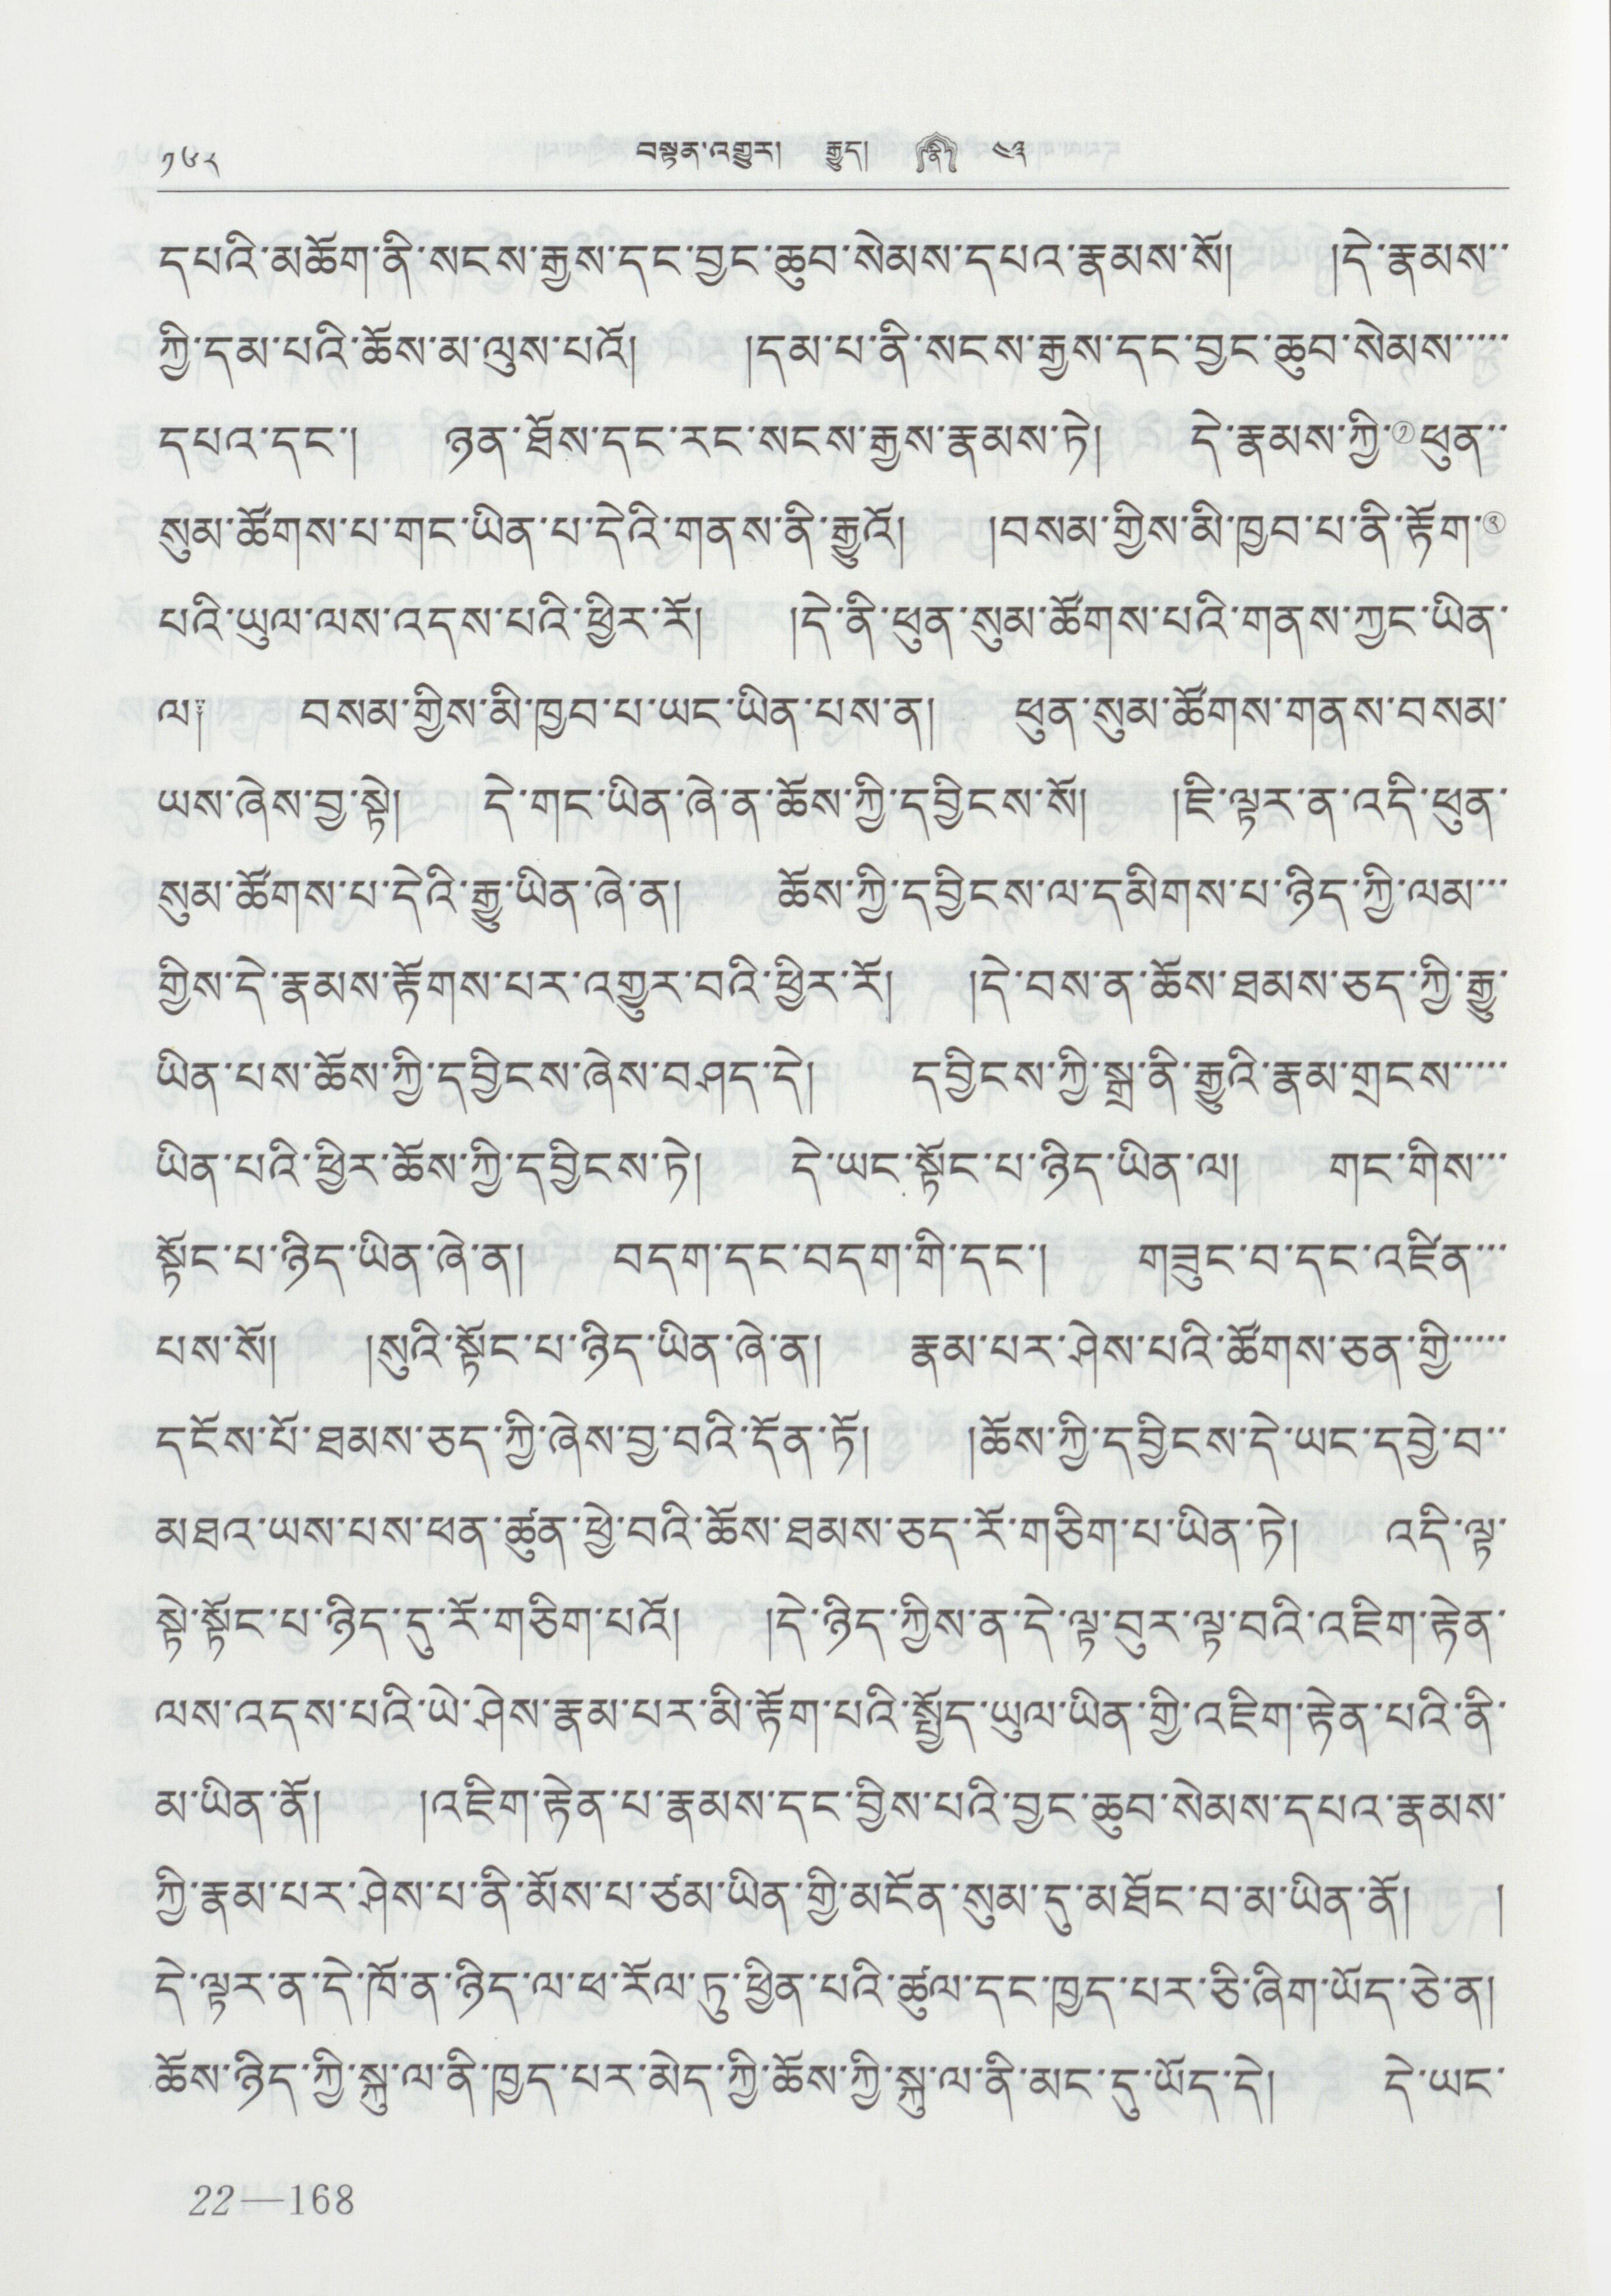 ༡༦༨ བསྟན་འགྱུར། རྒྱུད། ནི ༤༣
དཔའི་མཆོག་ནི་སངས་རྒྱས་དང་བྱང་ཆུབ་སེམས་དཔའ་རྣམས་སོ། །དེ་རྣམས་
ཀྱི་དམ་པའི་ཆོས་མ་ལུས་པའོ། །དམ་པ་ནི་སངས་རྒྱས་དང་བྱང་ཆུབ་སེམས་
དཔའ་དང་། ཉན་ཐོས་དང་རང་སངས་རྒྱས་རྣམས་ཏེ། དེ་རྣམས་ཀྱི་①ཕུན་
སུམ་ཚོགས་པ་གང་ཡིན་པ་དེའི་གནས་ནི་རྒྱུའོ། །བསམ་གྱིས་མི་ཁྱབ་པ་ནི་རྟོག་②
པའི་ཡུལ་ལས་འདས་པའི་ཕྱིར་རོ། །དེ་ནི་ཕུན་སུམ་ཚོགས་པའི་གནས་ཀྱང་ཡིན་
ལ༑ བསམ་གྱིས་མི་ཁྱབ་པ་ཡང་ཡིན་པས་ན། ཕུན་སུམ་ཚོགས་གནས་བསམ་
ཡས་ཞེས་བྱ་སྟེ། དེ་གང་ཡིན་ཞེ་ན་ཆོས་ཀྱི་དབྱིངས་སོ། །ཇི་ལྟར་ན་འདི་ཕུན་
སུམ་ཚོགས་པ་དེའི་རྒྱུ་ཡིན་ཞེ་ན། ཆོས་ཀྱི་དབྱིངས་ལ་དམིགས་པ་ཉིད་ཀྱི་ལམ་
གྱིས་དེ་རྣམས་རྟོགས་པར་འགྱུར་བའི་ཕྱིར་རོ། །དེ་བས་ན་ཆོས་ཐམས་ཅད་ཀྱི་རྒྱུ་
ཡིན་པས་ཆོས་ཀྱི་དབྱིངས་ཞེས་བཤད་དེ། དབྱིངས་ཀྱི་སྒྲ་ནི་རྒྱུའི་རྣམ་གྲངས་
ཡིན་པའི་ཕྱིར་ཆོས་ཀྱི་དབྱིངས་ཏེ། དེ་ཡང་སྟོང་པ་ཉིད་ཡིན་ལ། གང་གིས་
སྟོང་པ་ཉིད་ཡིན་ཞེ་ན། བདག་དང་བདག་གི་དང་། གཟུང་བ་དང་འཛིན་
པས་སོ། །སུའི་སྟོང་པ་ཉིད་ཡིན་ཞེ་ན། རྣམ་པར་ཤེས་པའི་ཚོགས་ཅན་གྱི་
དངོས་པོ་ཐམས་ཅད་ཀྱི་ཞེས་བྱ་བའི་དོན་ཏོ། །ཆོས་ཀྱི་དབྱིངས་དེ་ཡང་དབྱེ་བ་
མཐའ་ཡས་པས་ཕན་ཚུན་ཕྱེ་བའི་ཆོས་ཐམས་ཅད་རོ་གཅིག་པ་ཡིན་ཏེ། འདི་ལྟ་
སྟེ་སྟོང་པ་ཉིད་དུ་རོ་གཅིག་པའོ། །དེ་ཉིད་ཀྱིས་ན་དེ་ལྟ་བུར་ལྟ་བའི་འཇིག་རྟེན་
ལས་འདས་པའི་ཡེ་ཤེས་རྣམ་པར་མི་རྟོག་པའི་སྤྱོད་ཡུལ་ཡིན་གྱི་འཇིག་རྟེན་པའི་ནི་
མ་ཡིན་ནོ། །འཇིག་རྟེན་པ་རྣམས་དང་བྱིས་པའི་བྱང་ཆུབ་སེམས་དཔའ་རྣམས་
ཀྱི་རྣམ་པར་ཤེས་པ་ནི་མོས་པ་ཙམ་ཡིན་གྱི་མངོན་སུམ་དུ་མཐོང་བ་མ་ཡིན་ནོ། །
དེ་ལྟར་ན་དེ་ཁོ་ན་ཉིད་ལ་ཕ་རོལ་ཏུ་ཕྱིན་པའི་ཚུལ་དང་ཁྱད་པར་ཅི་ཞིག་ཡོད་ཅེ་ན།
ཆོས་ཉིད་ཀྱི་སྐུ་ལ་ནི་ཁྱད་པར་མེད་ཀྱི་ཆོས་ཀྱི་སྐུ་ལ་ནི་མང་དུ་ཡོད་དེ། དེ་ཡང་
22—168